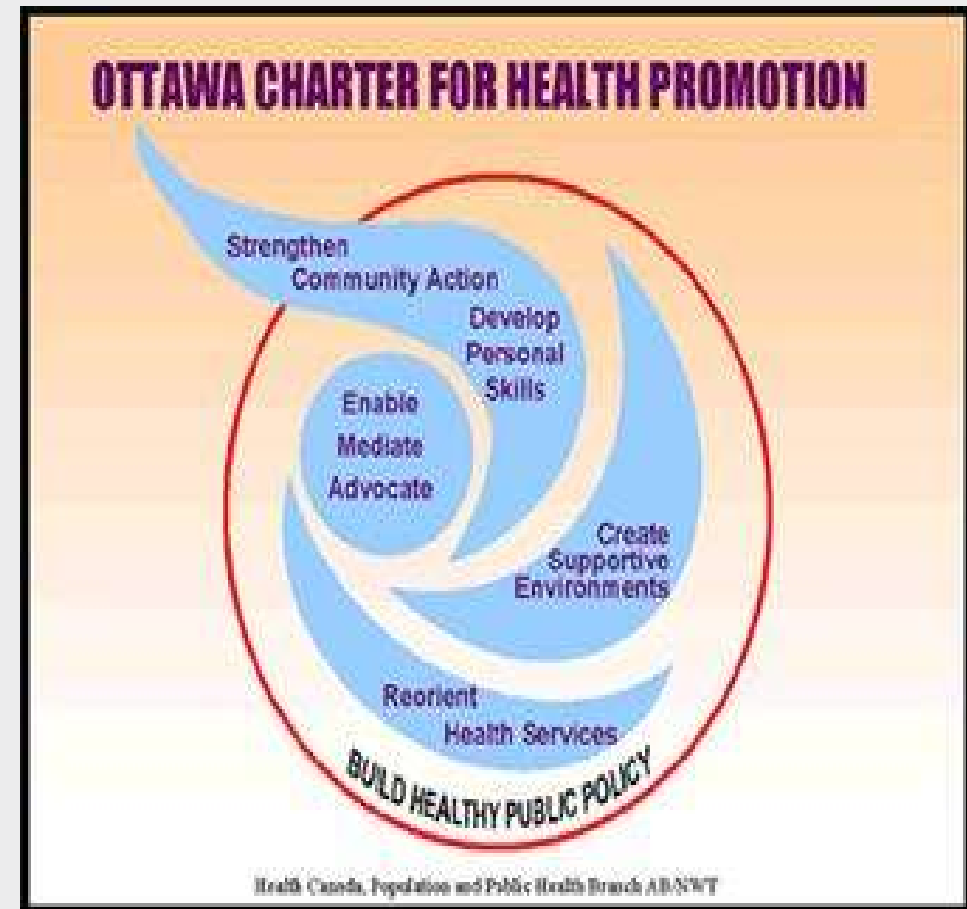 OTTAWA CHARTER FOR HEALTH PROMOTION
Strengthen
Community Action
Develop
Personal
Skills
Enable
Mediate
Advocate
Create
Supportive
Environments
Reorient
Health Services
BUILD HEALTHY PUBLIC POLICY
Health Canada, Population and Public Health Branch AB/NWT